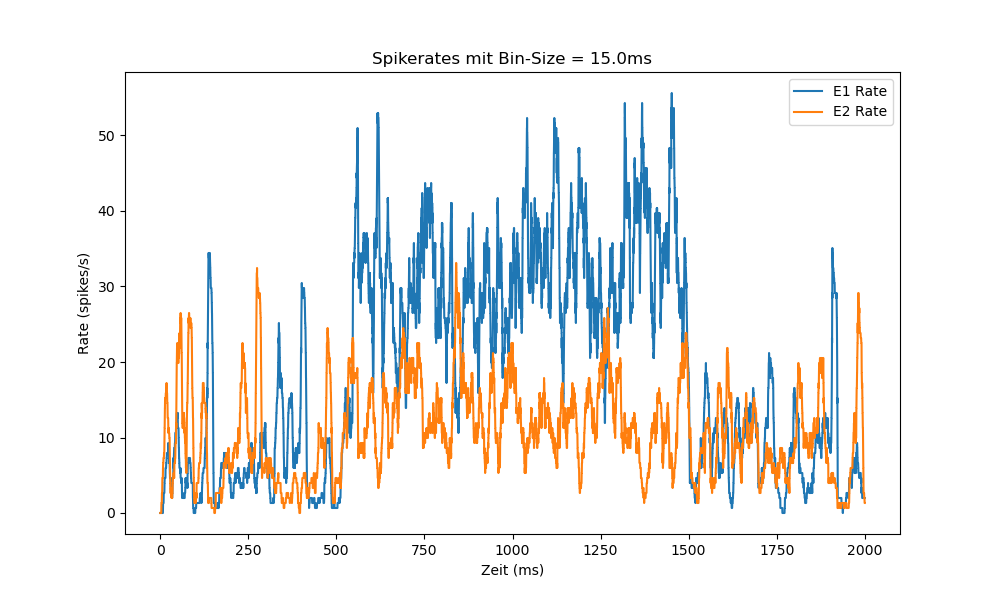 Spikerates mit Bin-Size = 15.0ms
E1 Rate
E2 Rate
50
40
30
20
10
0
Rate (spikes/s)
0 250 500 750 1000 1250 1500 1750 2000
Zeit (ms)